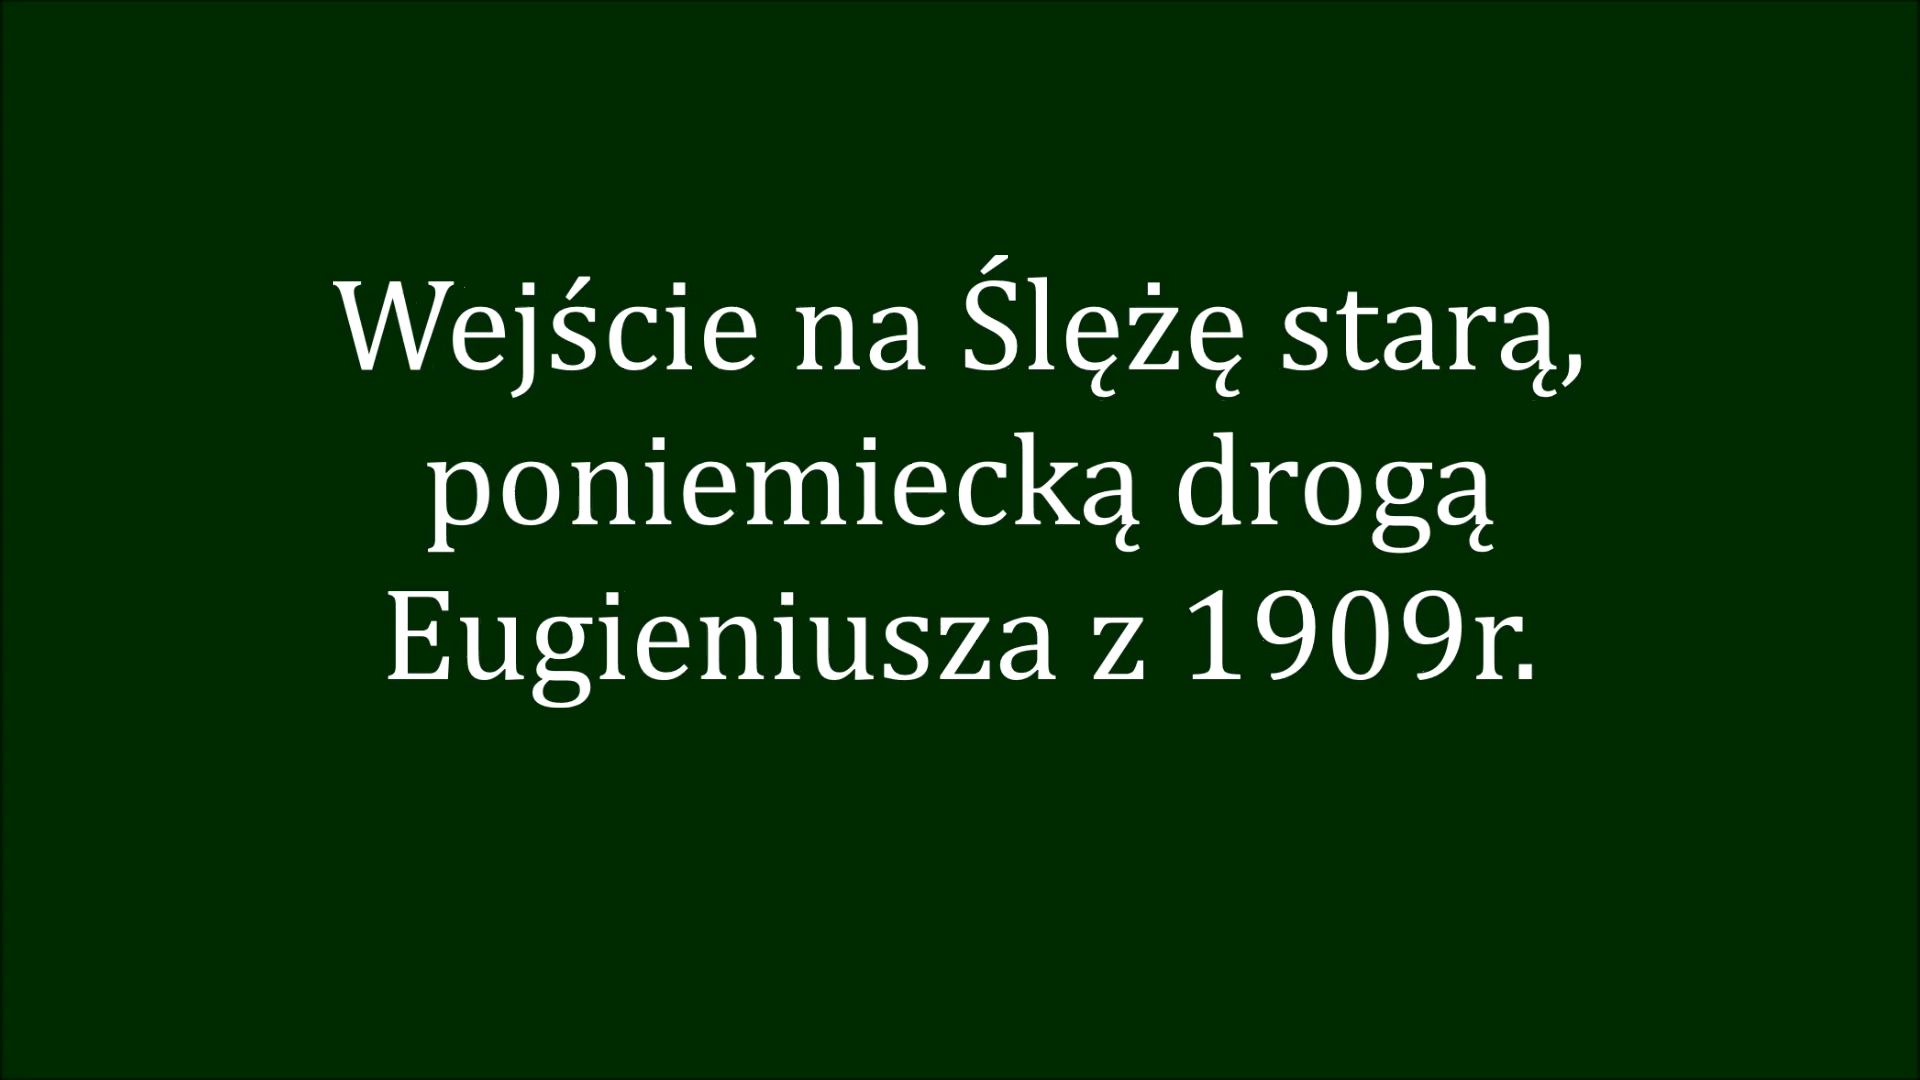 Wejście na Ślężę starą,
poniemiecką drogą
Eugieniusza z 1909r.